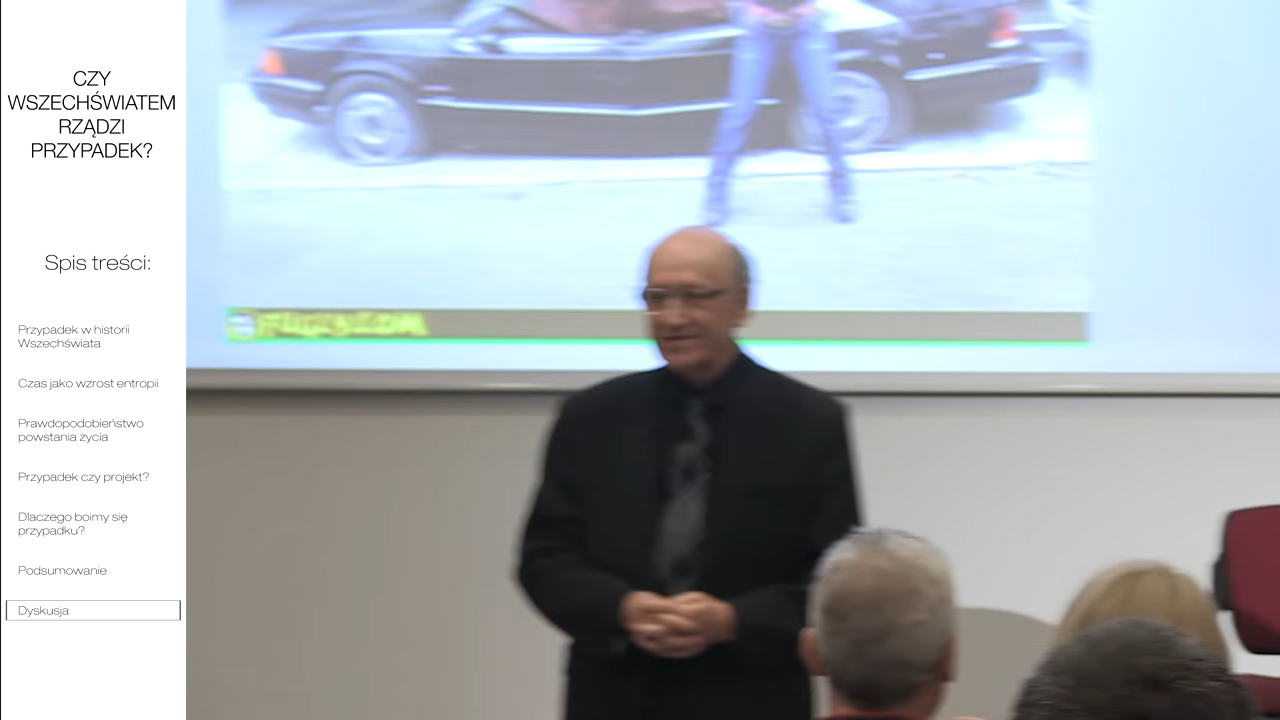 CZY
WSZECHŚWIATEM
RZĄDZI
PRZYPADEK?
Spis treści:
Przypadek w historii
Wszechświata
Czas jako wzrost entropii
Prawdopodobieństwo
powstania życia
Przypadek czy projekt?
Dlaczego boimy się
przypadku?
Podsumowanie
Dyskusja